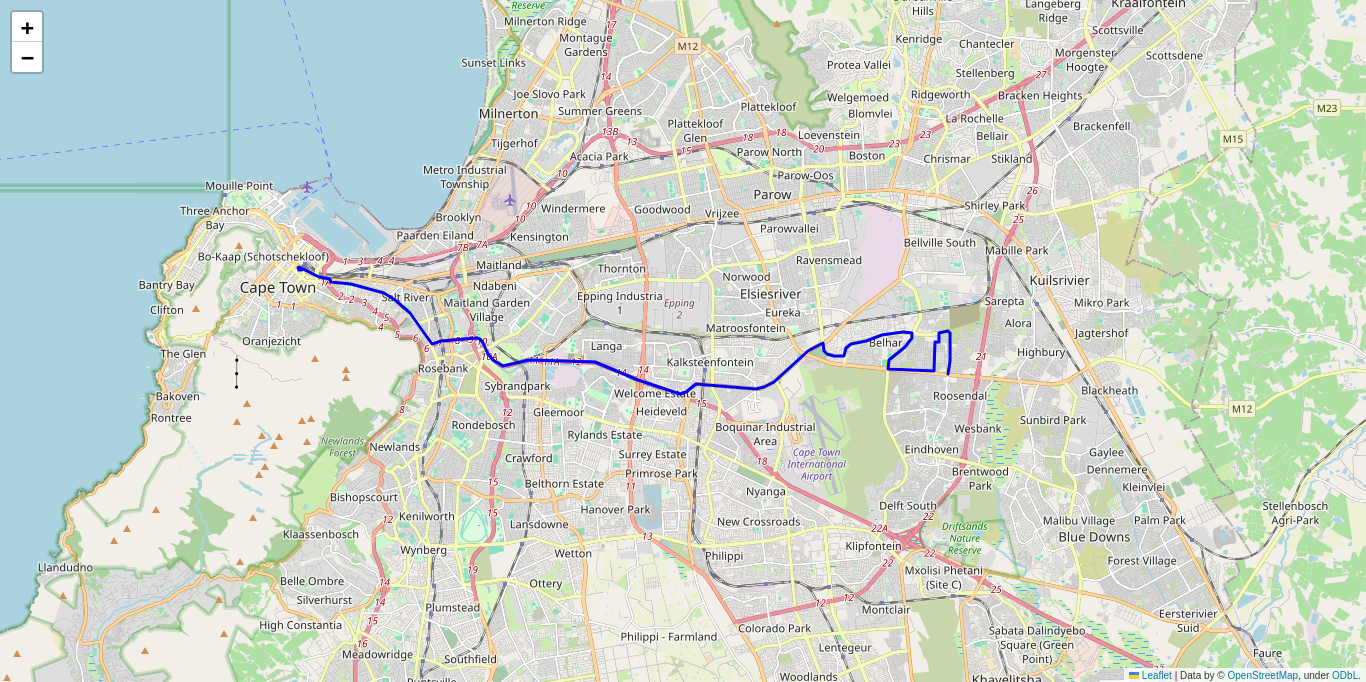 +
−
RESERVE
Milnerton Ridge
Montague
Gardens
Sunset Links
Joe Slovo Park
Summer Greens
Milnerton
Tijgerhof
Acacia Park
Metro Industrial
Township
Brooklyn
Paarden Eiland
Windermere
Kensington
Maitland
Ndabeni
Maitland Garden
Village
M12
Hills
Kenridge
Langeberg
Ridge
Kraaifontein
Scottsville
Scottsdene
Chantecler
Morgenster
Hoogte
Protea Vallei
Stellenberg
Welgemoed
Ridgeworth
Bracken Heights
Blomvlei
La Rochelle
Plattekloof
Plattekloof
Glen
Loevenstein
Bellair
Brackenfell
Parow North
Boston
Chrismar
Stikland
Parow-Oos
Parow
M23
M15
Mouille Point
Three Anchor
Bay
Bo-Kaap (Schotschekloof)
Bantry Bay
Cape Town
Clifton
Oranjezicht
Salt River
The Glen
Bakoven
Rontree
Goodwood
Vrijzee
Parowvallei
Shirley Park
Bellville South
Mabille Park
Ravensmead
Kuilsrivier
Thornton
Norwood
Elsiesriver
Epping Industria
1
Epping
2
Eureka
Matroosfontein
Sarepta
Mikro Park
Alora
Jagtershof
Highbury
Langa
Kalksteenfontein
Belhar
Rosebank
Sybrandpark
Welcome Estate
Heideveld
Gleemoor
Rondebosch
Rylands Estate
Boquinar Industrial
Area
Roosendal
Blackheath
M12
Sunbird Park
Wesbank
Newlands
Forest
Newlands
Crawford
Surrey Estate
Cape Town
International
Airport
Eindhoven
Gaylee
Dennemere
Brentwood
Park
Kleinvlei
Belthorn Estate
Primrose Park
Nyanga
Bishopscourt
Hanover Park
Delft South
Stellenbosch
Agri-Park
Kenilworth
Lansdowne
New Crossroads
Malibu Village
Palm Park
Klaassenbosch
Driftsands
Nature
Reserve
Blue Downs
Wynberg
Wetton
Philippi
Klipfontein
Forest Village
Llandudno
Mxolisi Phetani
(Site C)
Belle Ombre
Ottery
Silverhurst
Plumstead
Montclair
Eersterivier
Suid
High Constantia
Colorado Park
Philippi - Farmland
Sabata Dalindyebo
Square (Green
Point)
Meadowridge
Southfield
Lentegeur
Faure
Woodlands
Khayelitsha
Leaflet | Data by © OpenStreetMap, under ODbL.